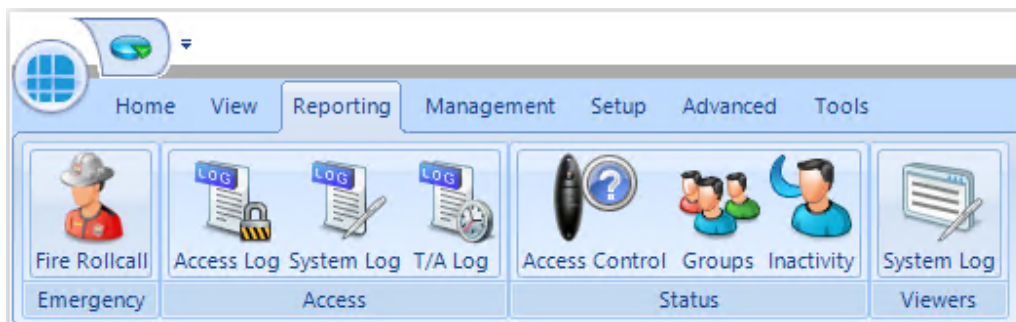 Home View Reporting Management Setup Advanced Tools
LOG LOG LOG
Fire Rollcall Access Log System Log T/A Log Access Control Groups Inactivity System Log
Emergency Access Status Viewers